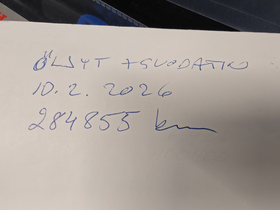 ÖLJYT + SUODATIN
10.2.2026
284855 km